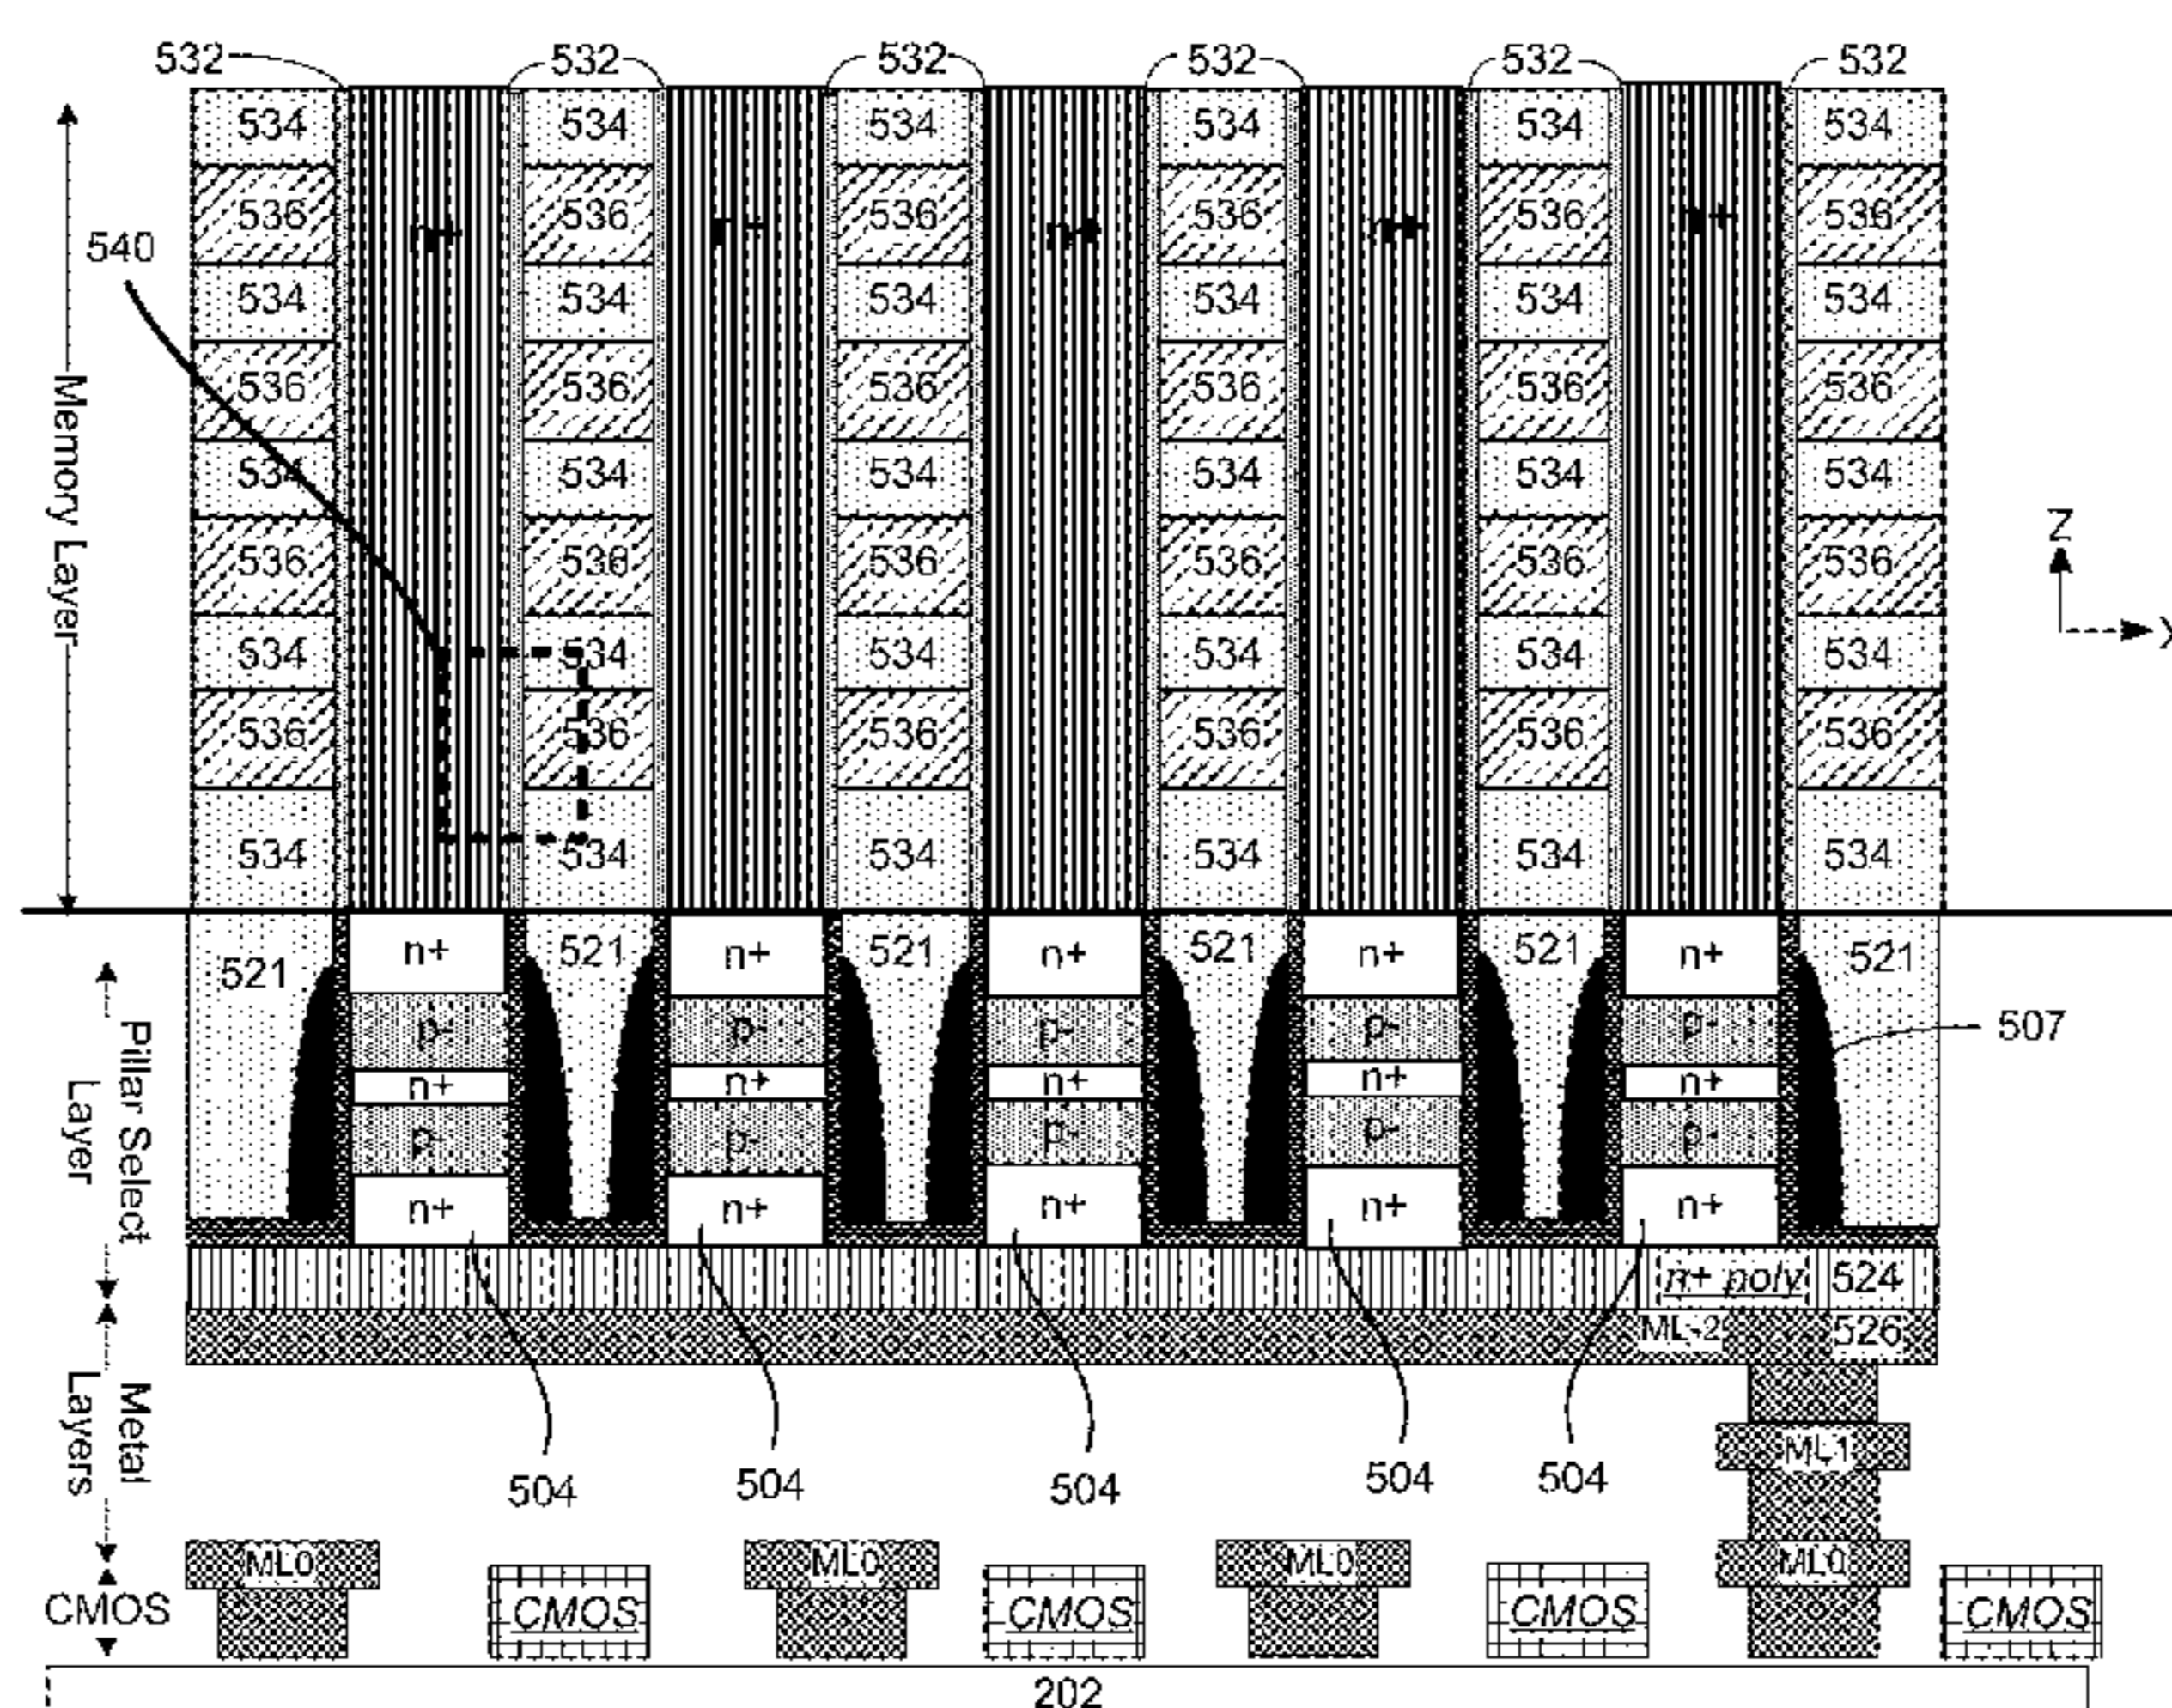 532 532 532 532 532 532
534 534 534 534 534 534
536 n+ 536 n+ 536 n+ 536 n+ 536 n+ 536
540
534 534 534 534 534 534
536 536 536 536 536 536
534 534 534 534 534 534
Memory Layer
Z
536 536 536 536 536 536
X
534 534 534 534 534 534
536 536 536 536 536 536
534 534 534 534 534 534
521 n+ 521 n+ 521 n+ 521 n+ 521 n+ 521
p- p- p- p- p- 507
n+ n+ n+ n+ n+
p- p- p- p- p-
n+ n+ n+ n+ n+
Pillar Select
Layer
n+ poly 524
ML-2 526
Metal
Layers
ML1
504 504 504 504 504
ML0 ML0 ML0 ML0
CMOS CMOS CMOS CMOS CMOS
202